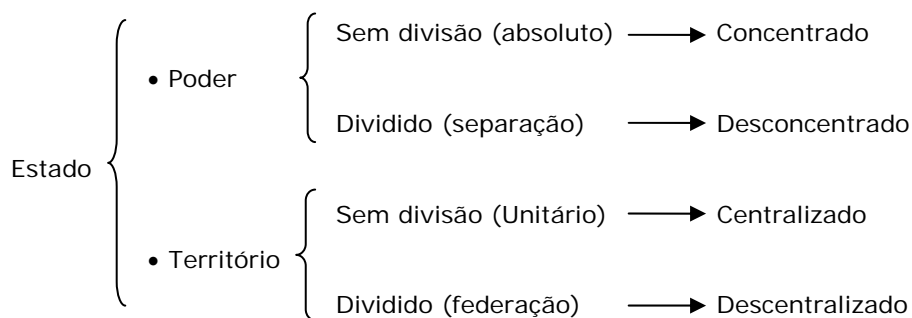 Sem divisão (absoluto) Concentrado
• Poder
Dividido (separação) Desconcentrado
Estado
Sem divisão (Unitário) Centralizado
• Território
Dividido (federação) Descentralizado